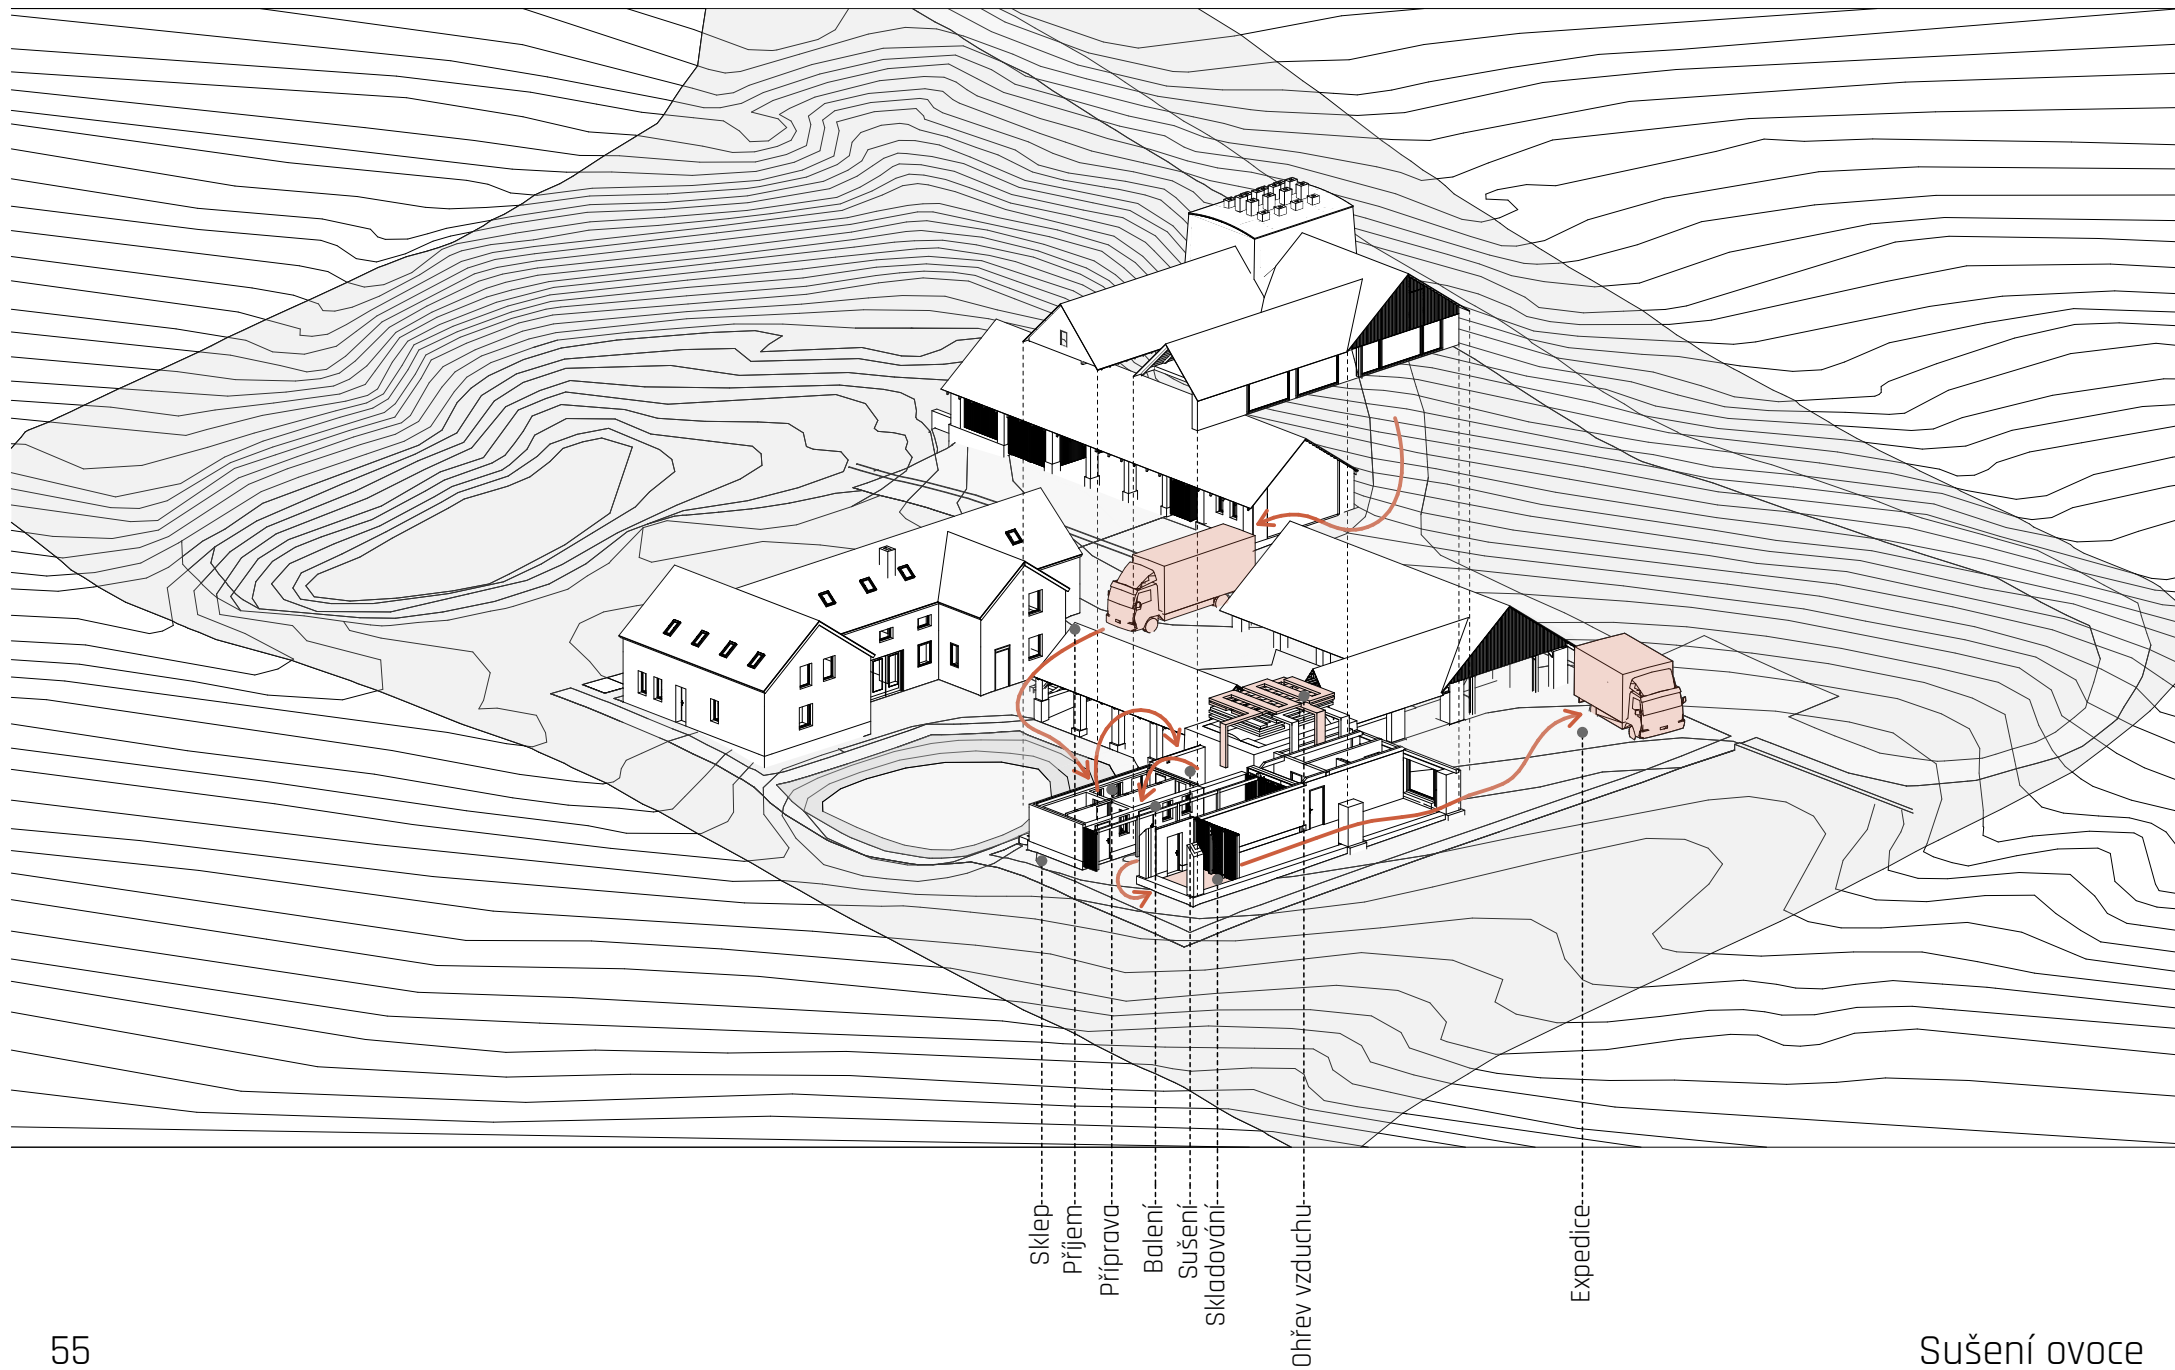 Sklep
Příjem
Příprava
Balení
Sušení
Skladování
Ohřev vzduchu
Expedice
55
Sušení ovoce